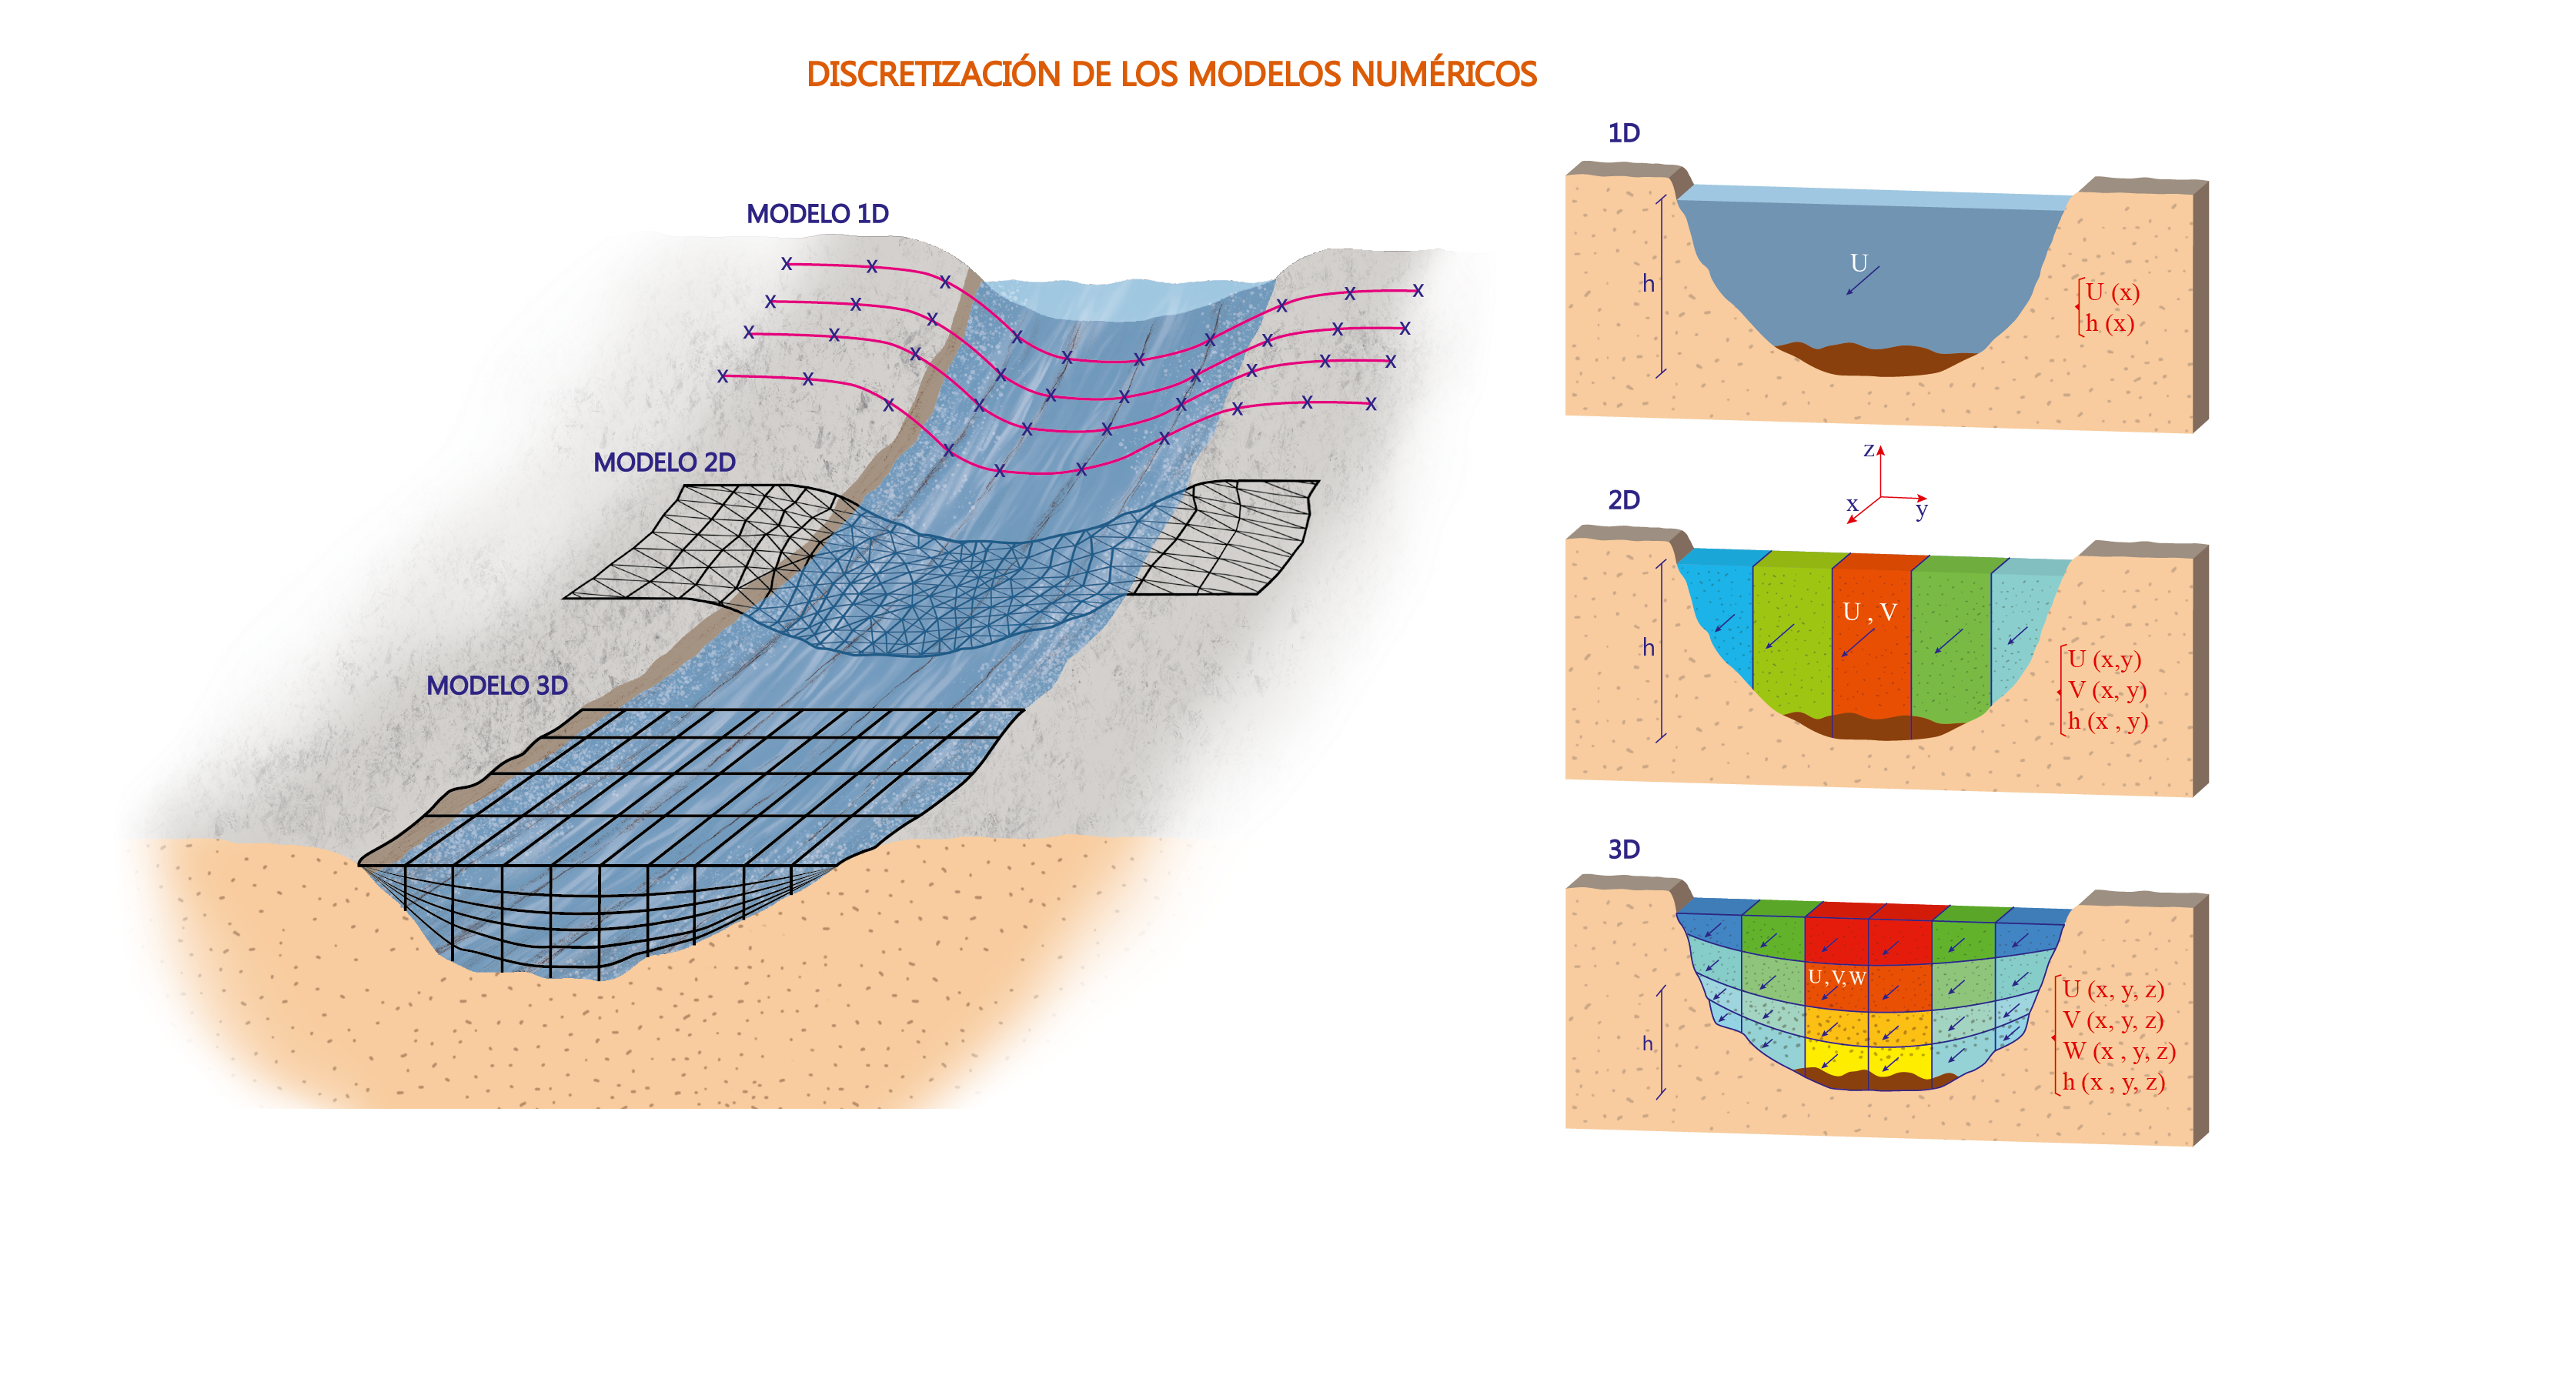 DISCRETIZACIÓN DE LOS MODELOS NUMÉRICOS
MODELO 1D
MODELO 2D
MODELO 3D
1D
h
U
U (x)
h (x)
z
x
y
2D
h
U , V
U (x,y)
V (x, y)
h (x , y)
3D
h
U, V, W
U (x, y, z)
V (x, y, z)
W (x , y, z)
h (x , y, z)